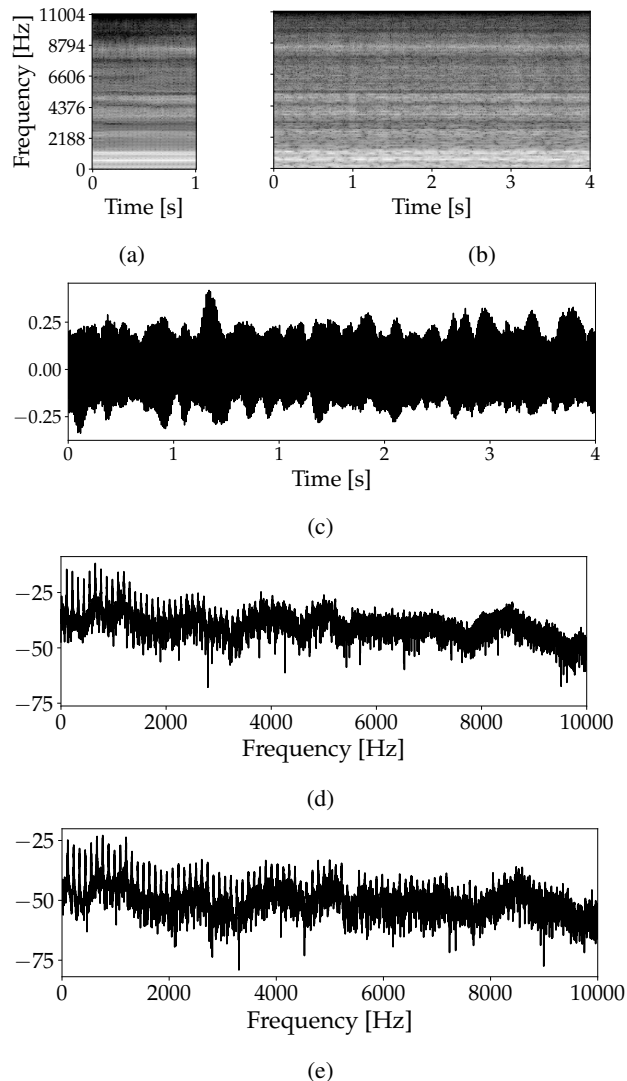 11004
8794
6606
4376
2188
0
Frequency [Hz]
0 1
Time [s]
(a)
0 1 2 3 4
Time [s]
(b)
0.25
0.00
−0.25
0 1 1 2 3 4
Time [s]
(c)
−25
−50
−75
0 2000 4000 6000 8000 10000
Frequency [Hz]
(d)
−25
−50
−75
0 2000 4000 6000 8000 10000
Frequency [Hz]
(e)